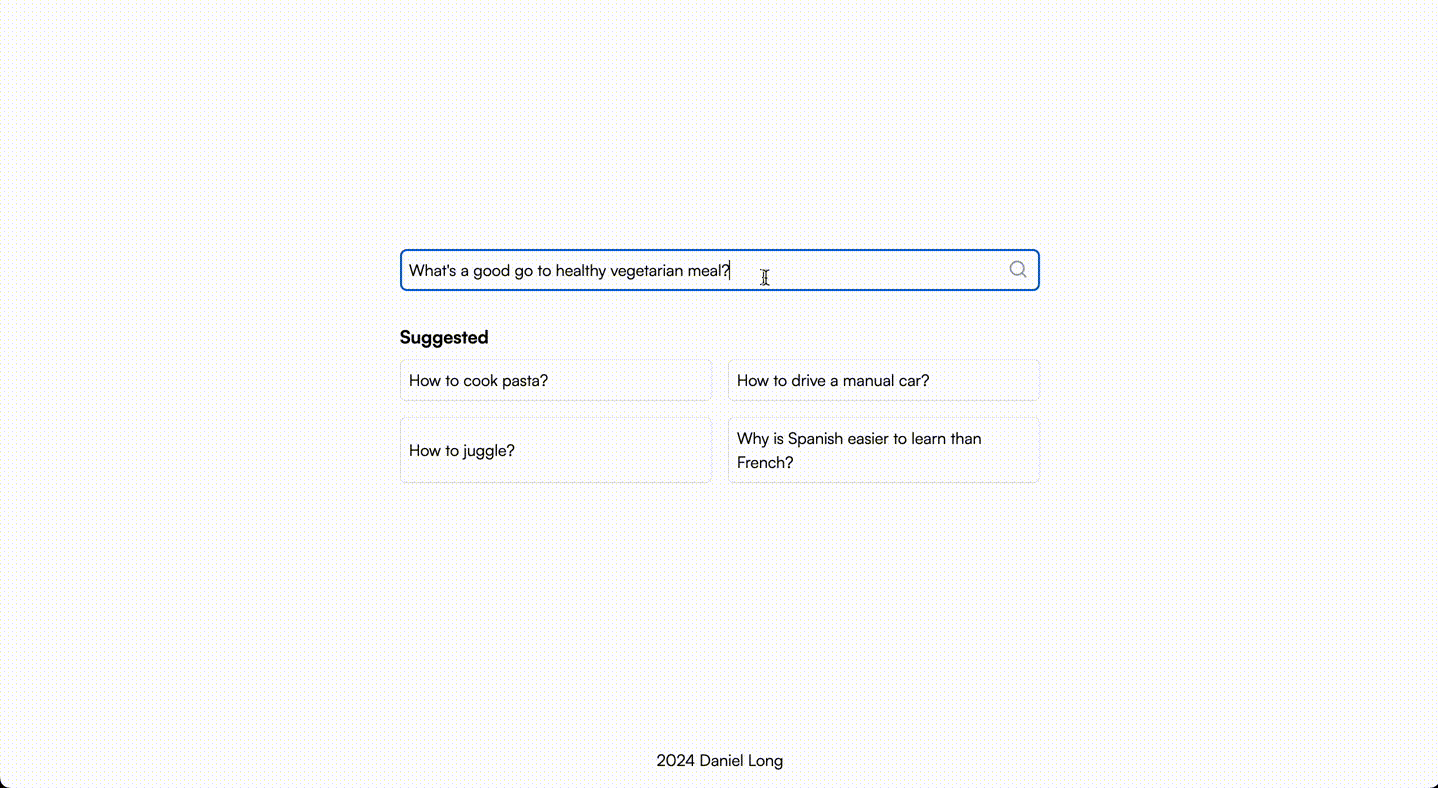 What's a good go to healthy vegetarian meal?
Suggested
How to cook pasta?
How to drive a manual car?
How to juggle?
Why is Spanish easier to learn than
French?
2024 Daniel Long